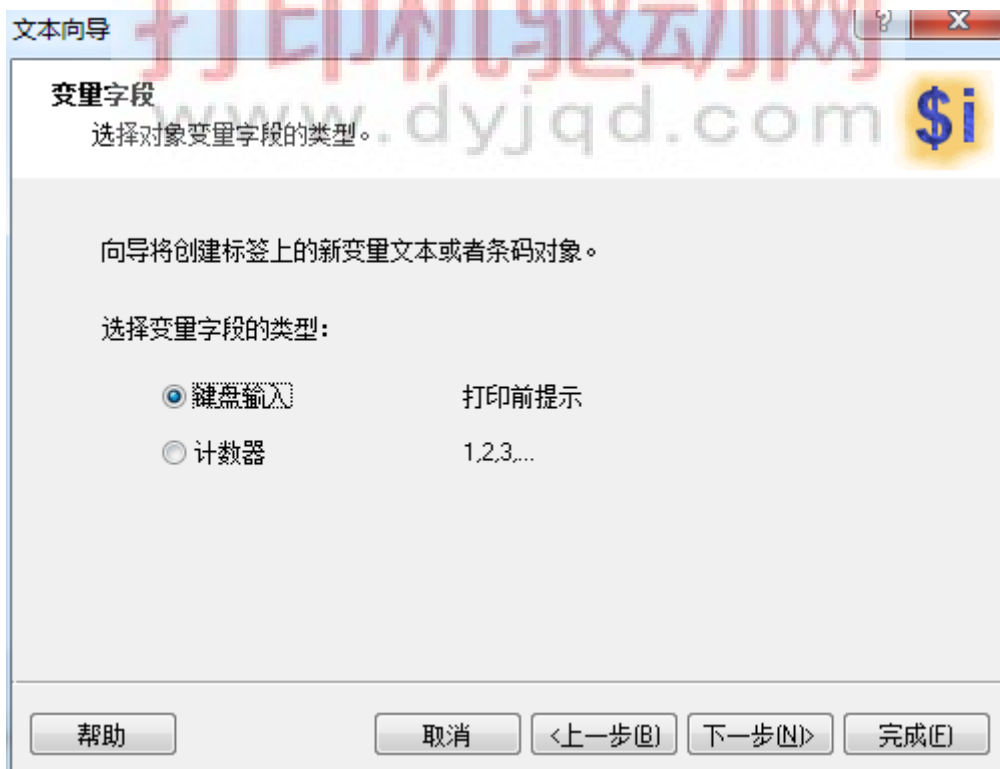 文本向导
打印机驱动网
变量字段
www.dyjqd.com
选择对象变量字段的类型。
$i
向导将创建标签上的新变量文本或者条码对象。
选择变量字段的类型:
键盘输入 打印前提示
计数器 1,2,3,...
帮助 取消 <上一步(B) 下一步(N)> 完成(F)